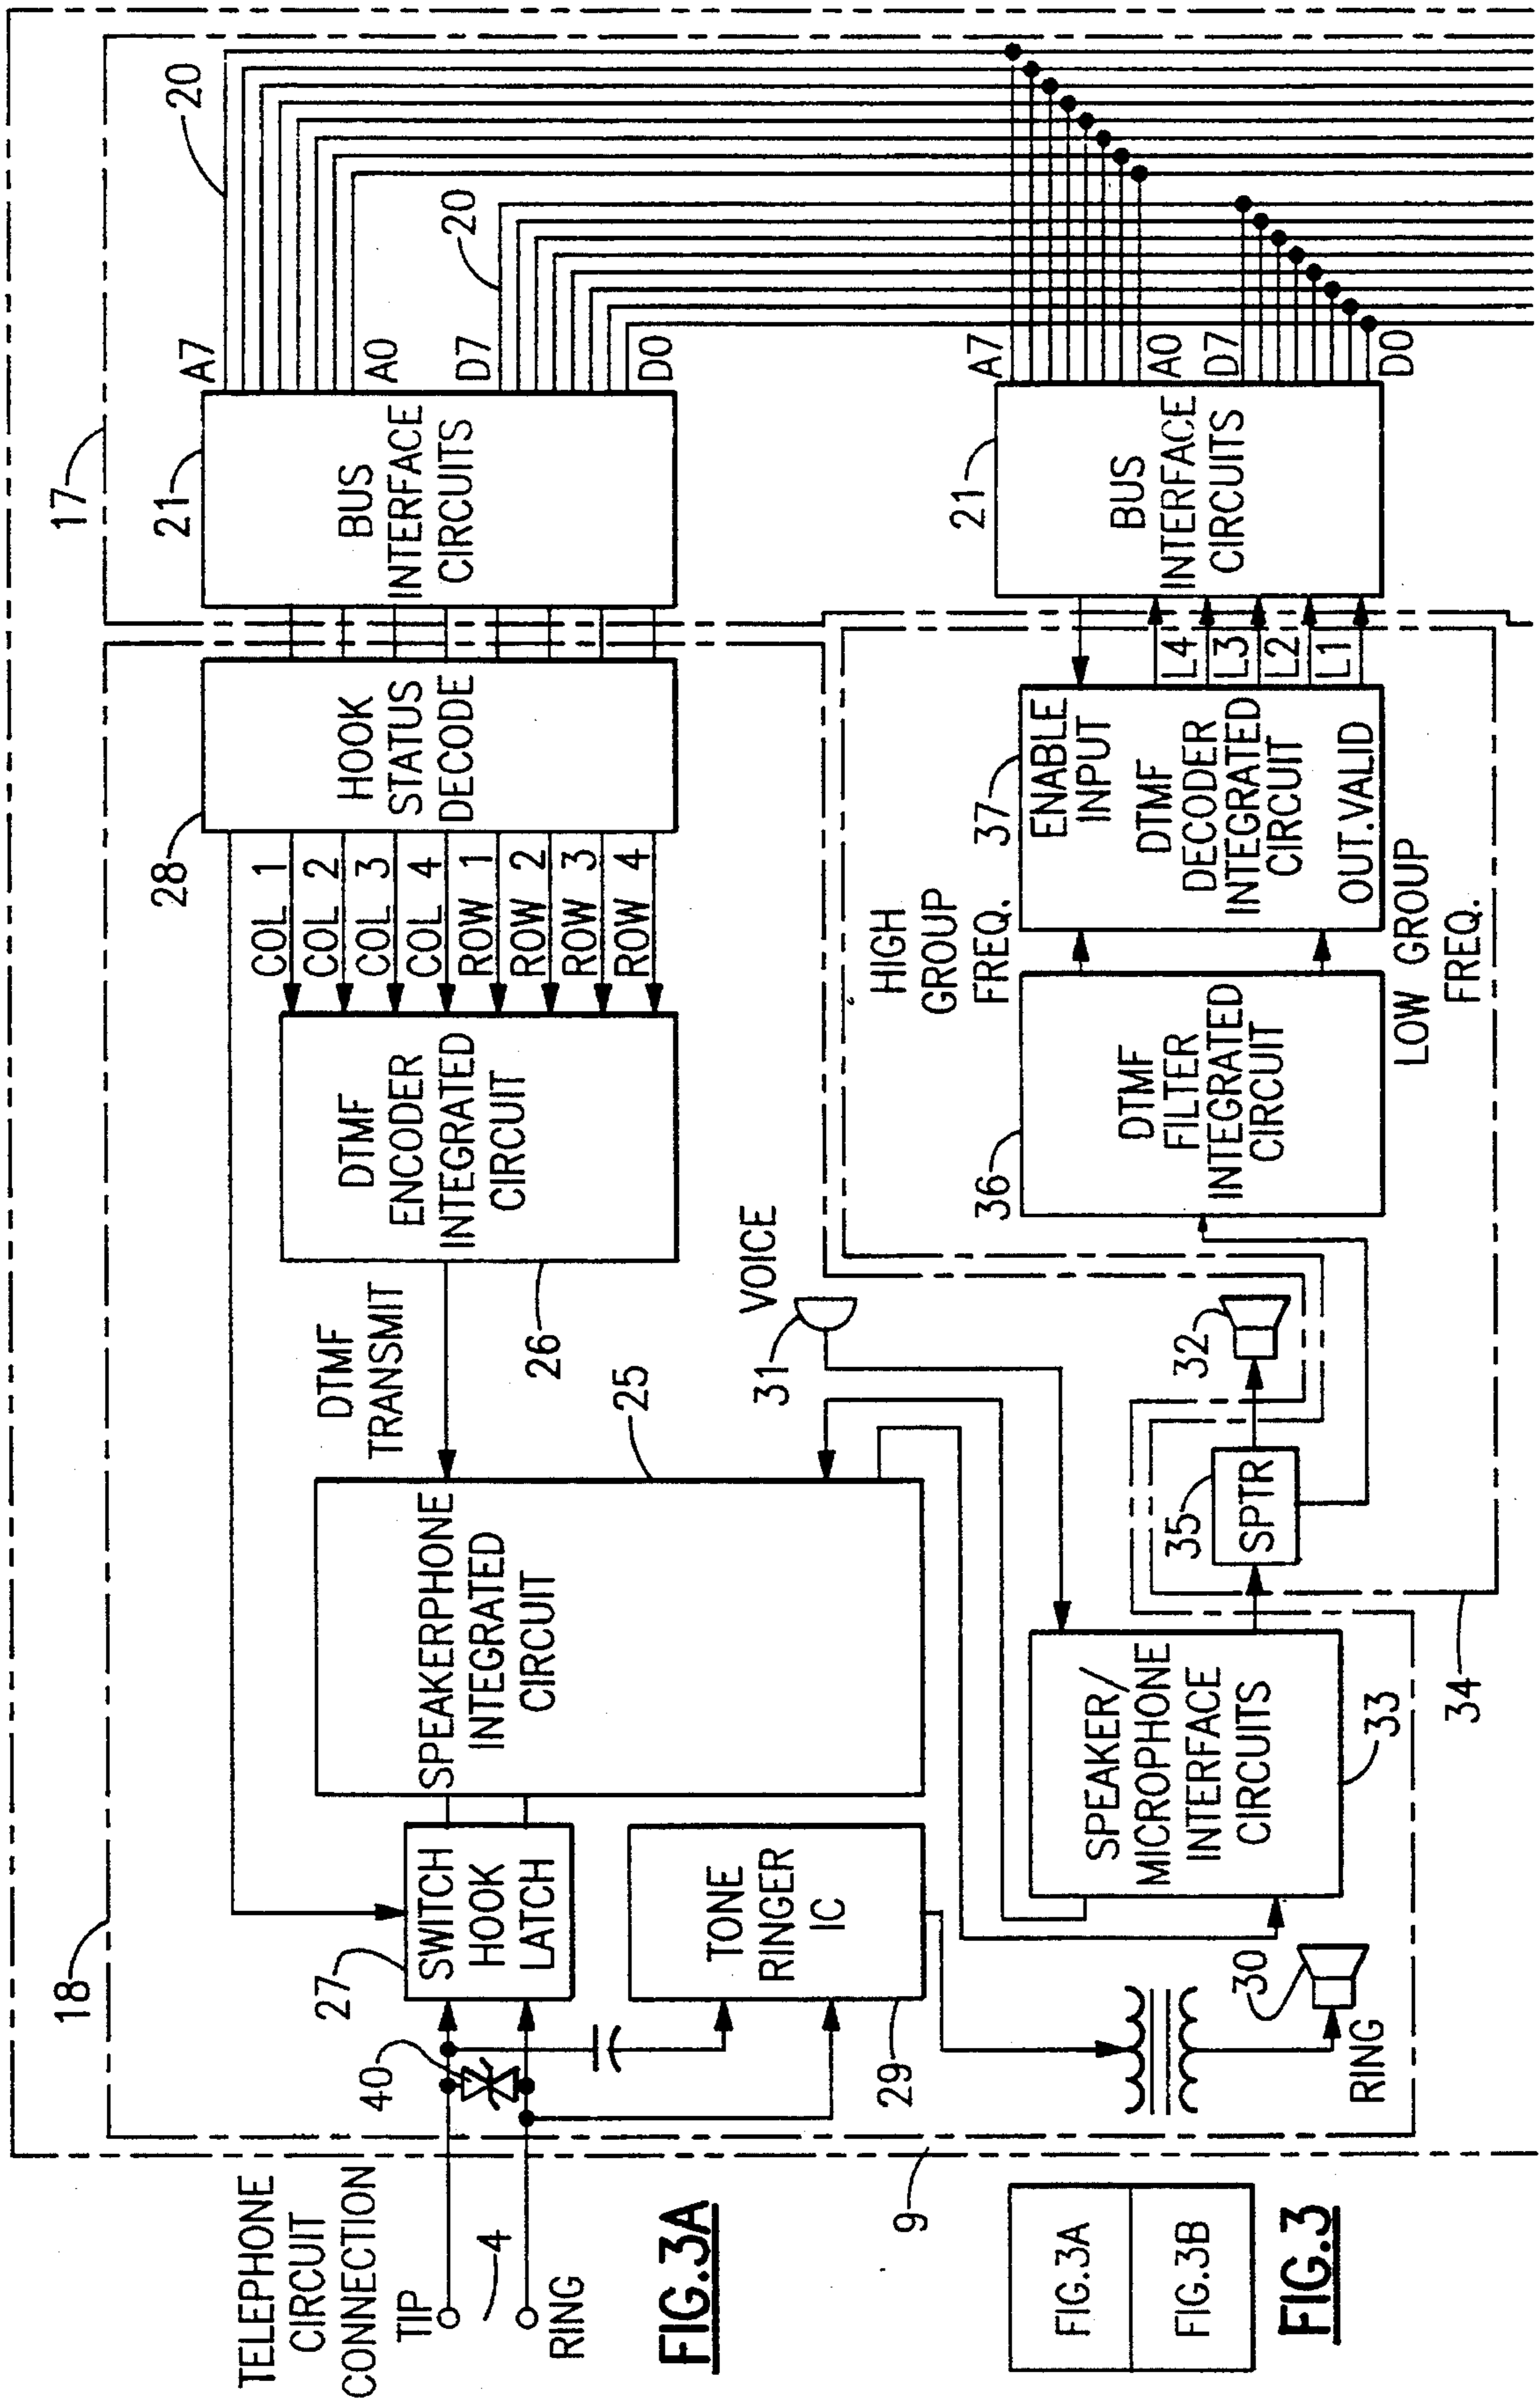 TELEPHONE
CIRCUIT
CONNECTION
TIP
4
RING
18
40
27
SWITCH
HOOK
LATCH
SPEAKERPHONE
INTEGRATED
CIRCUIT
25
DTMF
TRANSMIT
DTMF
ENCODER
INTEGRATED
CIRCUIT
26
COL 1
COL 2
COL 3
COL 4
ROW 1
ROW 2
ROW 3
ROW 4
28
HOOK
STATUS
DECODE
17
21
BUS
INTERFACE
CIRCUITS
A7
A0
D7
D0
20
20
TONE
RINGER
IC
29
30
RING
SPEAKER/
MICROPHONE
INTERFACE
CIRCUITS
33
31
VOICE
32
35
SPTR
34
36
DTMF
FILTER
INTEGRATED
CIRCUIT
HIGH
GROUP
FREQ.
LOW GROUP
FREQ.
37
ENABLE
INPUT
DTMF
DECODER
INTEGRATED
CIRCUIT
OUT.VALID
L4
L3
L2
L1
21
BUS
INTERFACE
CIRCUITS
A7
A0
D7
D0
9
FIG.3A
FIG.3A
FIG.3B
FIG.3